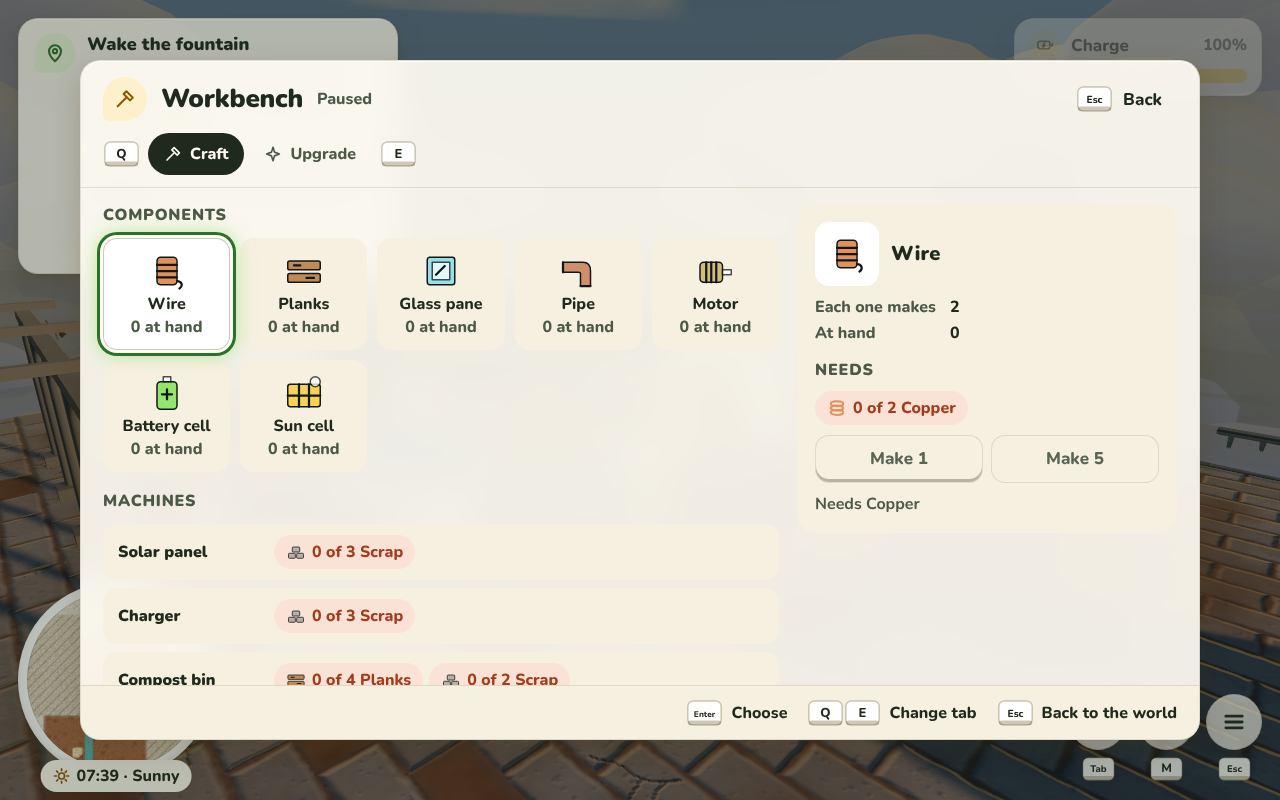 Wake the fountain
Charge 100%
Workbench Paused
Esc Back
Q Craft Upgrade E
COMPONENTS
Wire
0 at hand
Planks
0 at hand
Glass pane
0 at hand
Pipe
0 at hand
Motor
0 at hand
Battery cell
0 at hand
Sun cell
0 at hand
MACHINES
Solar panel 0 of 3 Scrap
Charger 0 of 3 Scrap
Compost bin 0 of 4 Planks 0 of 2 Scrap
Wire
Each one makes 2
At hand 0
NEEDS
0 of 2 Copper
Make 1 Make 5
Needs Copper
Enter Choose Q E Change tab Esc Back to the world
07:39 · Sunny
Tab M Esc